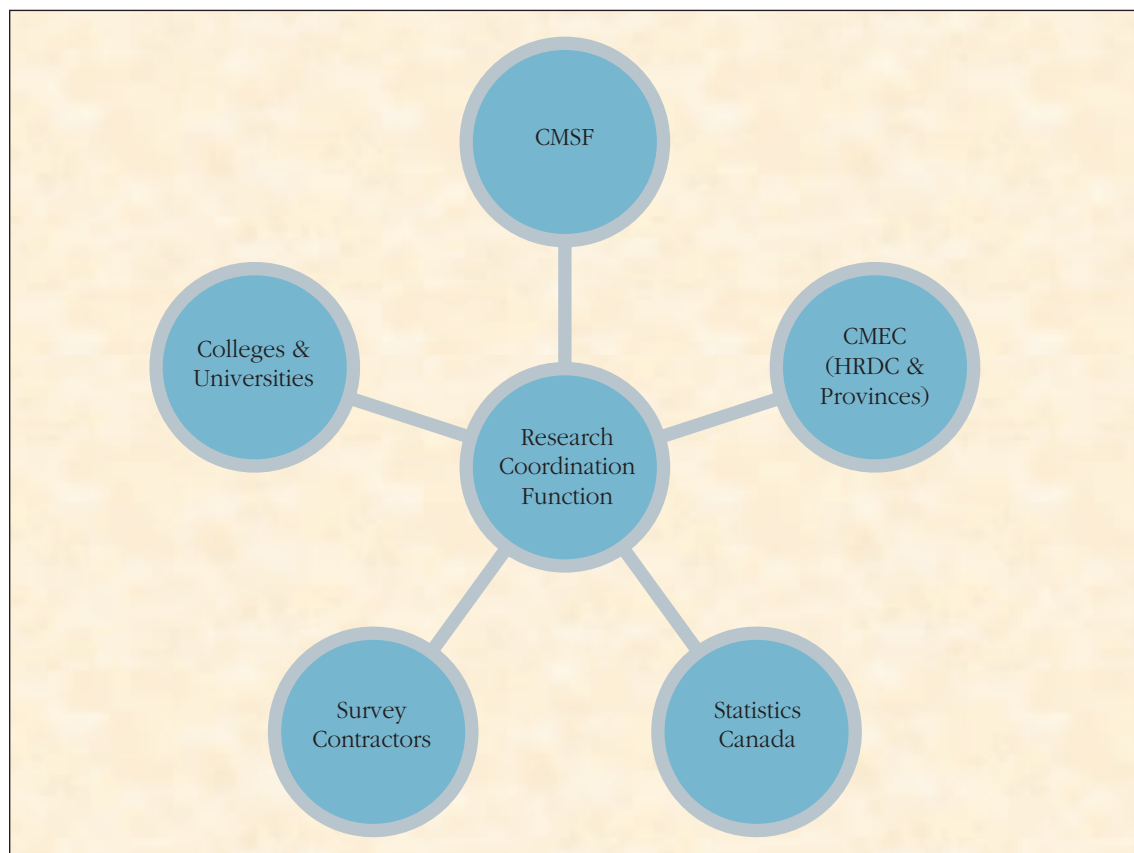 CMSF
Colleges &
Universities
CMEC
(HRDC &
Provinces)
Research
Coordination
Function
Survey
Contractors
Statistics
Canada